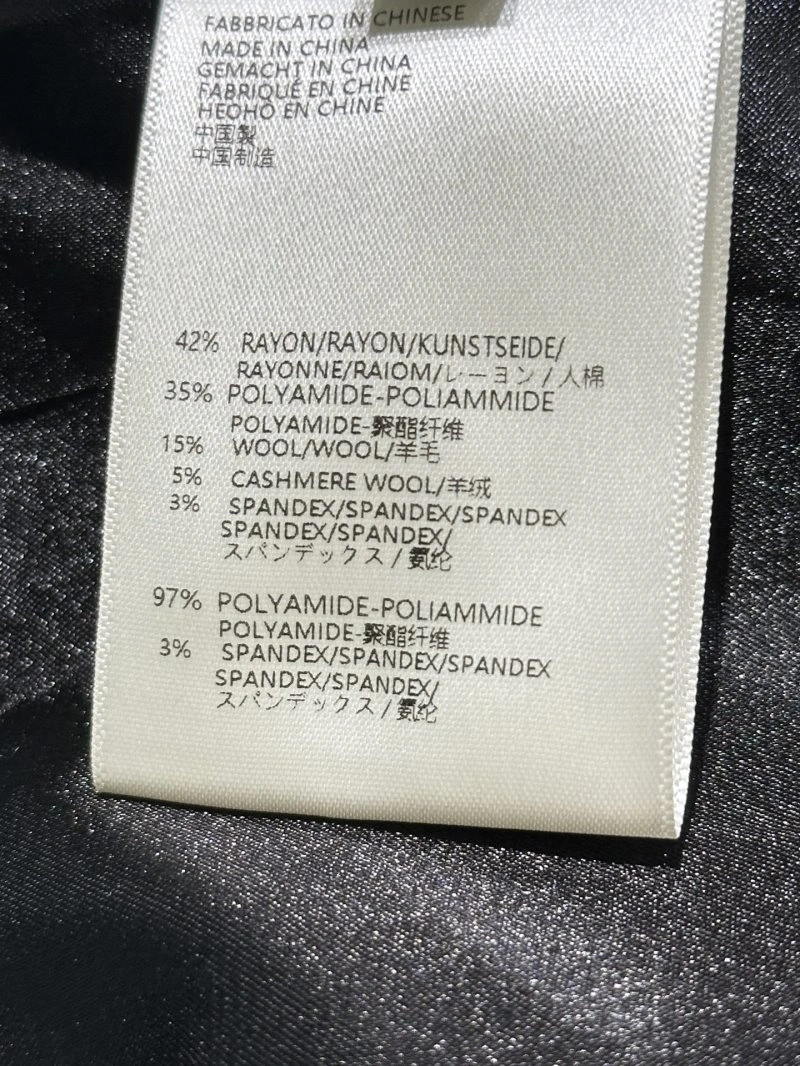 FABBRICATO IN CHINESE
MADE IN CHINA
GEMACHT IN CHINA
FABRIQUÉ EN CHINE
HECHO EN CHINE
中国製
中国制造
42% RAYON/RAYON/KUNSTSEIDE/
RAYONNE/RAIOM/レーヨン/人棉
35% POLYAMIDE-POLIAMMIDE
POLYAMIDE-聚酯纤维
15% WOOL/WOOL/羊毛
5% CASHMERE WOOL/羊绒
3% SPANDEX/SPANDEX/SPANDEX
SPANDEX/SPANDEX/
スパンデックス/氨纶
97% POLYAMIDE-POLIAMMIDE
POLYAMIDE-聚酯纤维
3% SPANDEX/SPANDEX/SPANDEX
SPANDEX/SPANDEX/
スパンデックス/氨纶